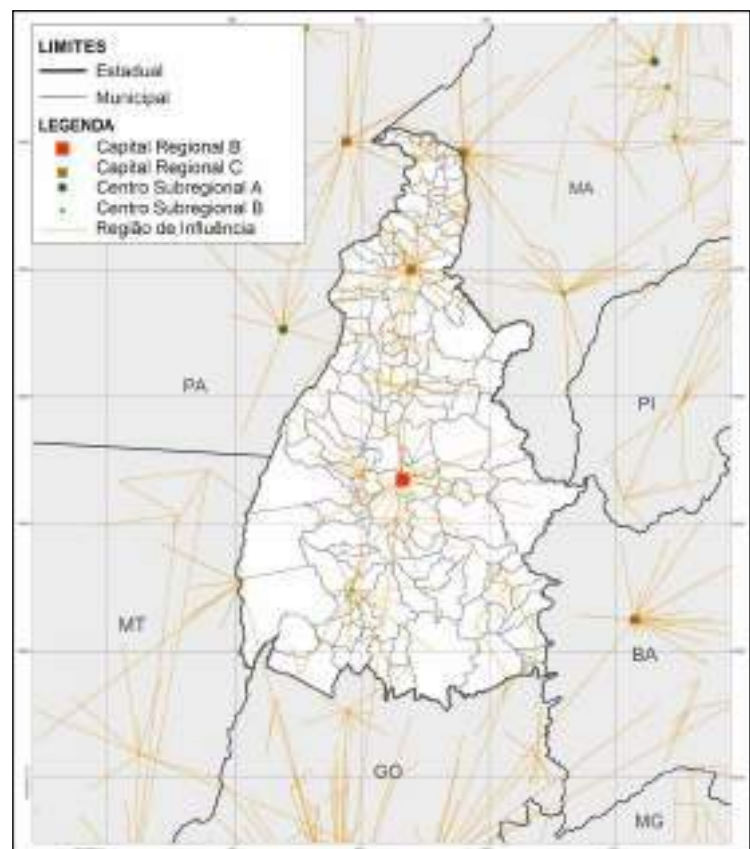 LIMITES
Estadual
Municipal
LEGENDA
Capital Regional B
Capital Regional C
Centro Subregional A
Centro Subregional B
Região de Influência
MA
PA
PI
MT
BA
GO
MG